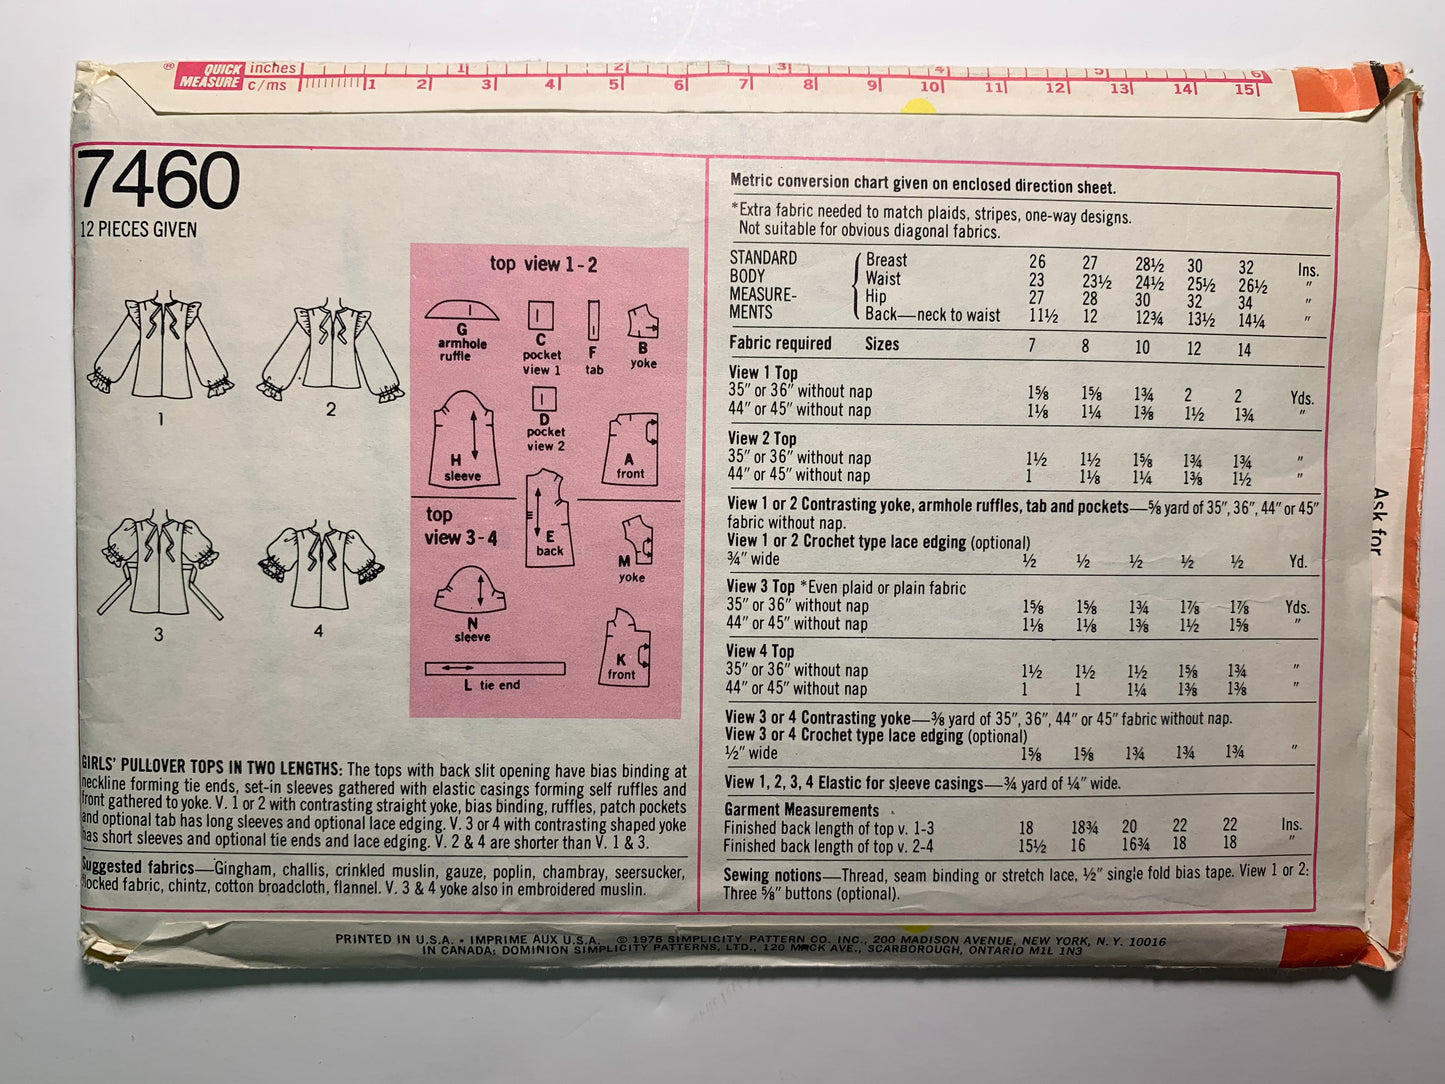 ® QUICK MEASURE inches 1 2 3 4 5 6
c/ms 1 2 3 4 5 6 7 8 9 10 11 12 13 14 15
7460
12 PIECES GIVEN
1
2
3
4
top view 1-2
G
armhole
ruffle
C
pocket
view 1
F
tab
B
yoke
D
pocket
view 2
H
sleeve
A
front
top
view 3-4
E
back
M
yoke
N
sleeve
K
front
L tie end
GIRLS' PULLOVER TOPS IN TWO LENGTHS: The tops with back slit opening have bias binding at
neckline forming tie ends, set-in sleeves gathered with elastic casings forming self ruffles and
front gathered to yoke. V. 1 or 2 with contrasting straight yoke, bias binding, ruffles, patch pockets
and optional tab has long sleeves and optional lace edging. V. 3 or 4 with contrasting shaped yoke
has short sleeves and optional tie ends and lace edging. V. 2 & 4 are shorter than V. 1 & 3.
Suggested fabrics—Gingham, challis, crinkled muslin, gauze, poplin, chambray, seersucker,
flocked fabric, chintz, cotton broadcloth, flannel. V. 3 & 4 yoke also in embroidered muslin.
Metric conversion chart given on enclosed direction sheet.
*Extra fabric needed to match plaids, stripes, one-way designs.
Not suitable for obvious diagonal fabrics.
STANDARD BODY MEASURE-MENTS
Breast 26 27 28½ 30 32 Ins.
Waist 23 23½ 24½ 25½ 26½ "
Hip 27 28 30 32 34 "
Back—neck to waist 11½ 12 12¾ 13½ 14¼ "
Fabric required Sizes 7 8 10 12 14
View 1 Top
35" or 36" without nap 1⅝ 1⅝ 1¾ 2 2 Yds.
44" or 45" without nap 1⅛ 1¼ 1⅜ 1½ 1¾ "
View 2 Top
35" or 36" without nap 1½ 1½ 1⅝ 1¾ 1¾ "
44" or 45" without nap 1 1⅛ 1¼ 1⅜ 1½ "
View 1 or 2 Contrasting yoke, armhole ruffles, tab and pockets—⅝ yard of 35", 36", 44" or 45"
fabric without nap.
View 1 or 2 Crochet type lace edging (optional)
¾" wide ½ ½ ½ ½ ½ Yd.
View 3 Top *Even plaid or plain fabric
35" or 36" without nap 1⅝ 1⅝ 1¾ 1⅞ 1⅞ Yds.
44" or 45" without nap 1⅛ 1⅛ 1⅜ 1½ 1⅝ "
View 4 Top
35" or 36" without nap 1½ 1½ 1½ 1⅝ 1¾ "
44" or 45" without nap 1 1 1¼ 1⅜ 1⅜ "
View 3 or 4 Contrasting yoke—⅜ yard of 35", 36", 44" or 45" fabric without nap.
View 3 or 4 Crochet type lace edging (optional)
½" wide 1⅝ 1⅝ 1¾ 1¾ 1¾ "
View 1, 2, 3, 4 Elastic for sleeve casings—¾ yard of ¼" wide.
Garment Measurements
Finished back length of top v. 1-3 18 18¾ 20 22 22 Ins.
Finished back length of top v. 2-4 15½ 16 16¾ 18 18 "
Sewing notions—Thread, seam binding or stretch lace, ½" single fold bias tape. View 1 or 2:
Three ⅝" buttons (optional).
Ask for
PRINTED IN U.S.A. • IMPRIME AUX U.S.A. © 1976 SIMPLICITY PATTERN CO. INC., 200 MADISON AVENUE, NEW YORK, N. Y. 10016
IN CANADA; DOMINION SIMPLICITY PATTERNS, LTD., 120 MACK AVE., SCARBOROUGH, ONTARIO M1L 1N3